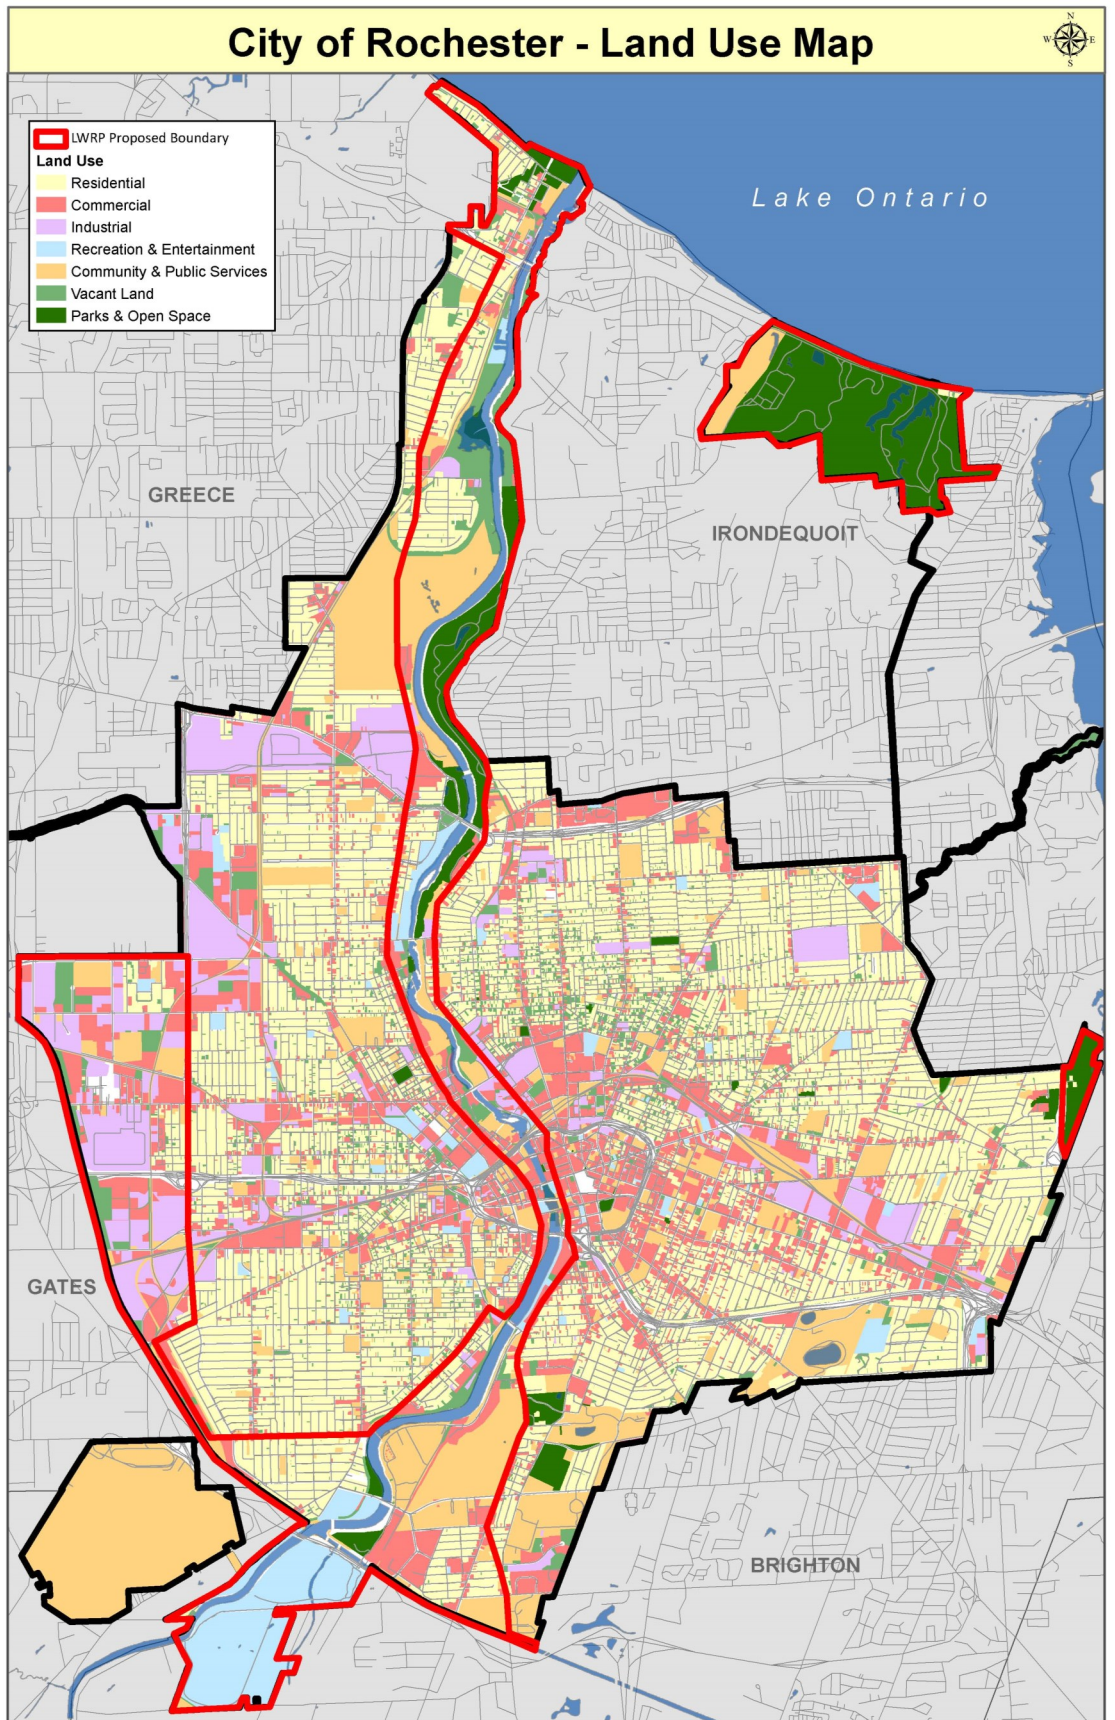 City of Rochester - Land Use Map
N
W E
S
LWRP Proposed Boundary
Land Use
Residential
Commercial
Industrial
Recreation & Entertainment
Community & Public Services
Vacant Land
Parks & Open Space
Lake Ontario
GREECE
IRONDEQUOIT
GATES
BRIGHTON